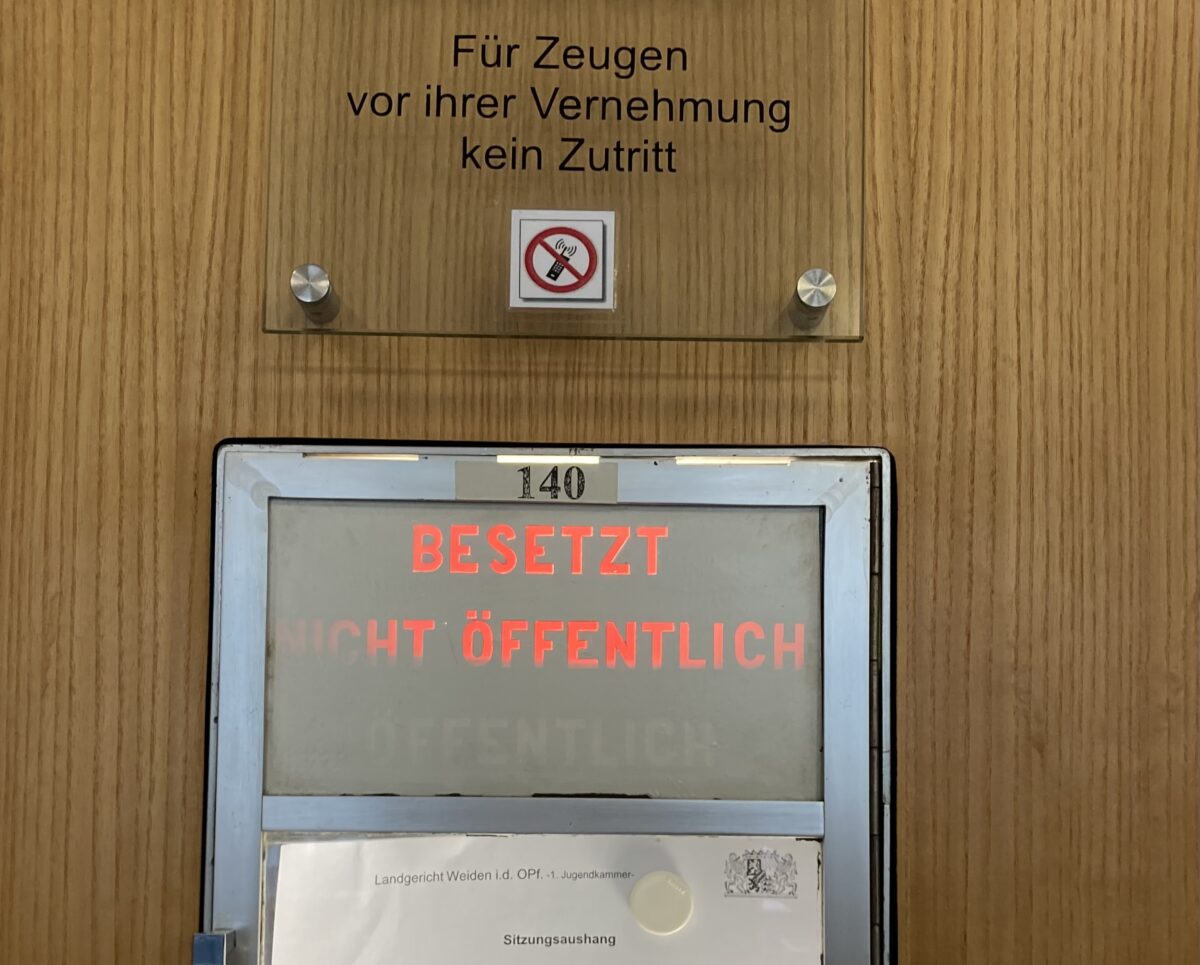 Für Zeugen
vor ihrer Vernehmung
kein Zutritt
140
BESETZT
NICHT ÖFFENTLICH
ÖFFENTLICH
Landgericht Weiden i.d. OPf. -1. Jugendkammer-
Sitzungsaushang